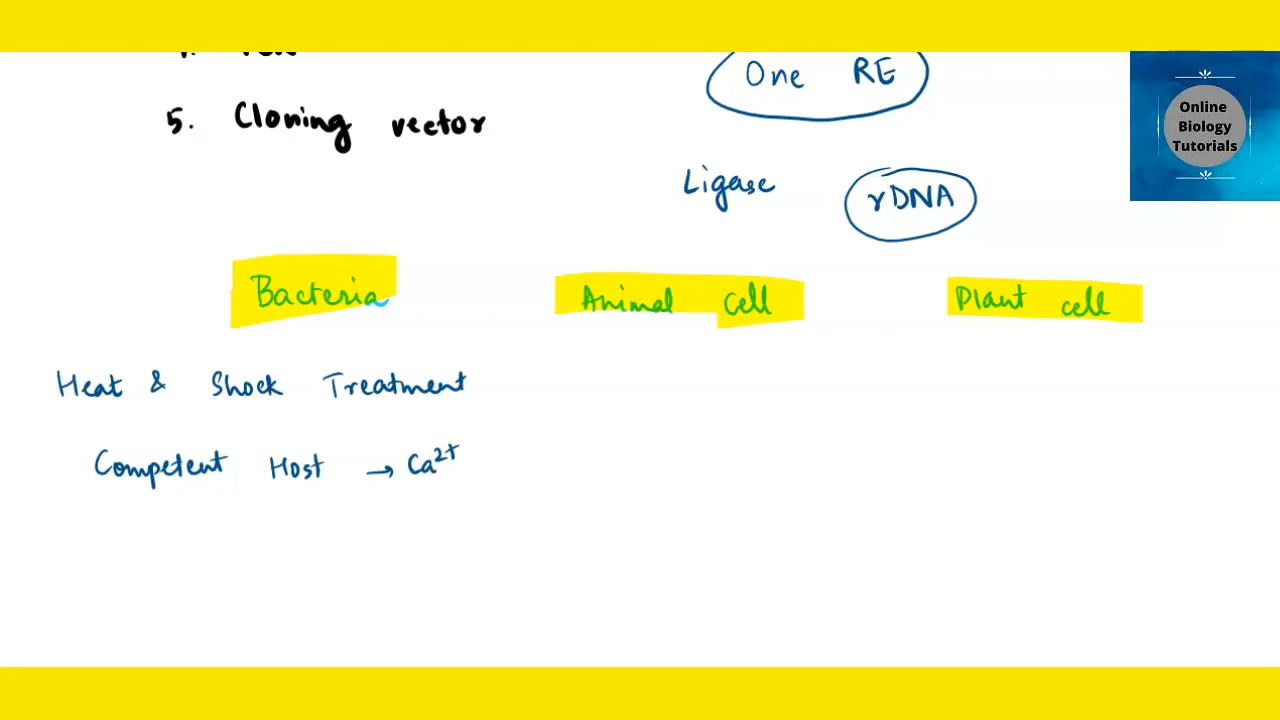 One RE
5. Cloning vector
Ligase rDNA
Online
Biology
Tutorials
Bacteria Animal cell Plant cell
Heat & Shock Treatment
Competent Host → Ca²⁺